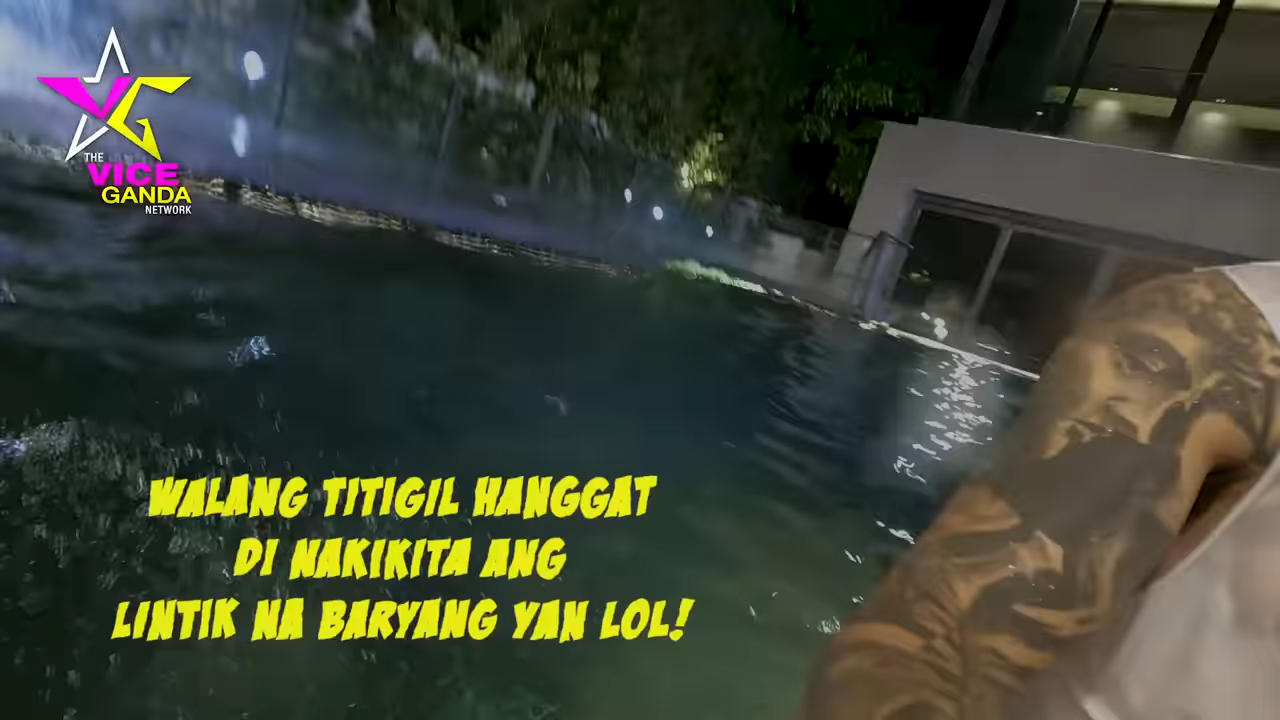 THE
VICE
GANDA
NETWORK
WALANG TITIGIL HANGGAT
DI NAKIKITA ANG
LINTIK NA BARYANG YAN LOL!